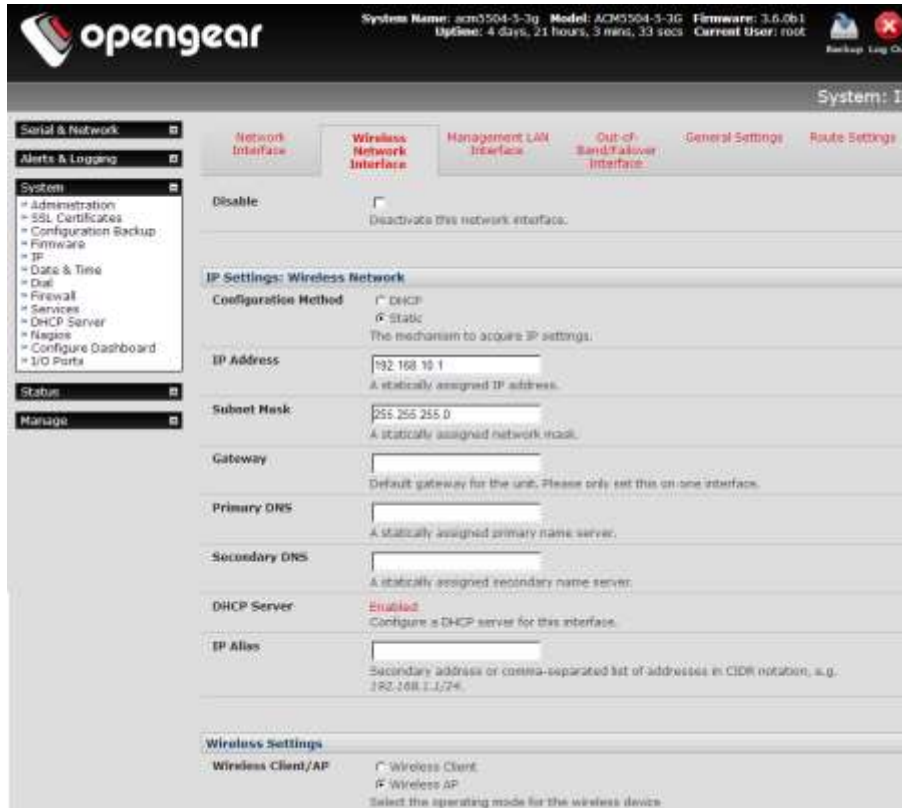 opengear
System Name: acm5504-5-3g Model: ACM5504-5-3G Firmware: 3.6.0b1
Uptime: 4 days, 21 hours, 3 mins, 33 secs Current User: root
Backup Log
System: I
Serial & Network
Alerts & Logging
System
Administration
SSL Certificates
Configuration Backup
Firmware
IP
Date & Time
Dial
Firewall
Services
DHCP Server
Nagios
Configure Dashboard
I/O Ports
Status
Manage
Network Interface
Wireless Network Interface
Management LAN Interface
Out-of-Band/Failover Interface
General Settings
Route Settings
Disable
Deactivate this network interface.
IP Settings: Wireless Network
Configuration Method
DHCP
Static
The mechanism to acquire IP settings.
IP Address
192.168.10.1
A statically assigned IP address.
Subnet Mask
255.255.255.0
A statically assigned network mask.
Gateway
Default gateway for the unit. Please only set this on one interface.
Primary DNS
A statically assigned primary name server.
Secondary DNS
A statically assigned secondary name server.
DHCP Server
Enabled
Configure a DHCP server for this interface.
IP Alias
Secondary address or comma-separated list of addresses in CIDR notation, e.g.
192.168.1.1/24.
Wireless Settings
Wireless Client/AP
Wireless Client
Wireless AP
Select the operating mode for the wireless device